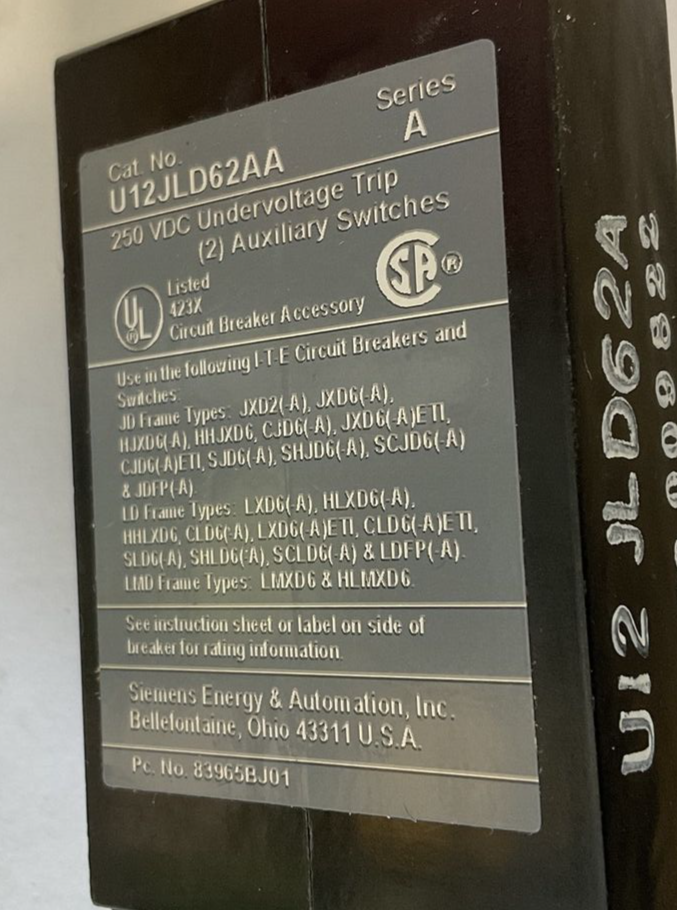 Series
A
Cat. No.
U12JLD62AA
250 VDC Undervoltage Trip
(2) Auxiliary Switches
UL
Listed
423X
Circuit Breaker Accessory
SA ®
Use in the following I-T-E Circuit Breakers and
Switches:
JD Frame Types: JXD2(-A), JXD6(-A),
HJXD6(-A), HHJXD6, CJD6(-A), JXD6(-A)ETI,
CJD6(-A)ETI, SJD6(-A), SHJD6(-A), SCJD6(-A)
& JDFP(-A).
LD Frame Types: LXD6(-A), HLXD6(-A),
HHLXD6, CLD6(-A), LXD6(-A)ETI, CLD6(-A)ETI,
SLD6(-A), SHLD6(-A), SCLD6(-A) & LDFP(-A).
LMD Frame Types: LMXD6 & HLMXD6.
See instruction sheet or label on side of
breaker for rating information.
Siemens Energy & Automation, Inc.
Bellefontaine, Ohio 43311 U.S.A.
Pc. No. 83965BJ01
U12 JLD62A